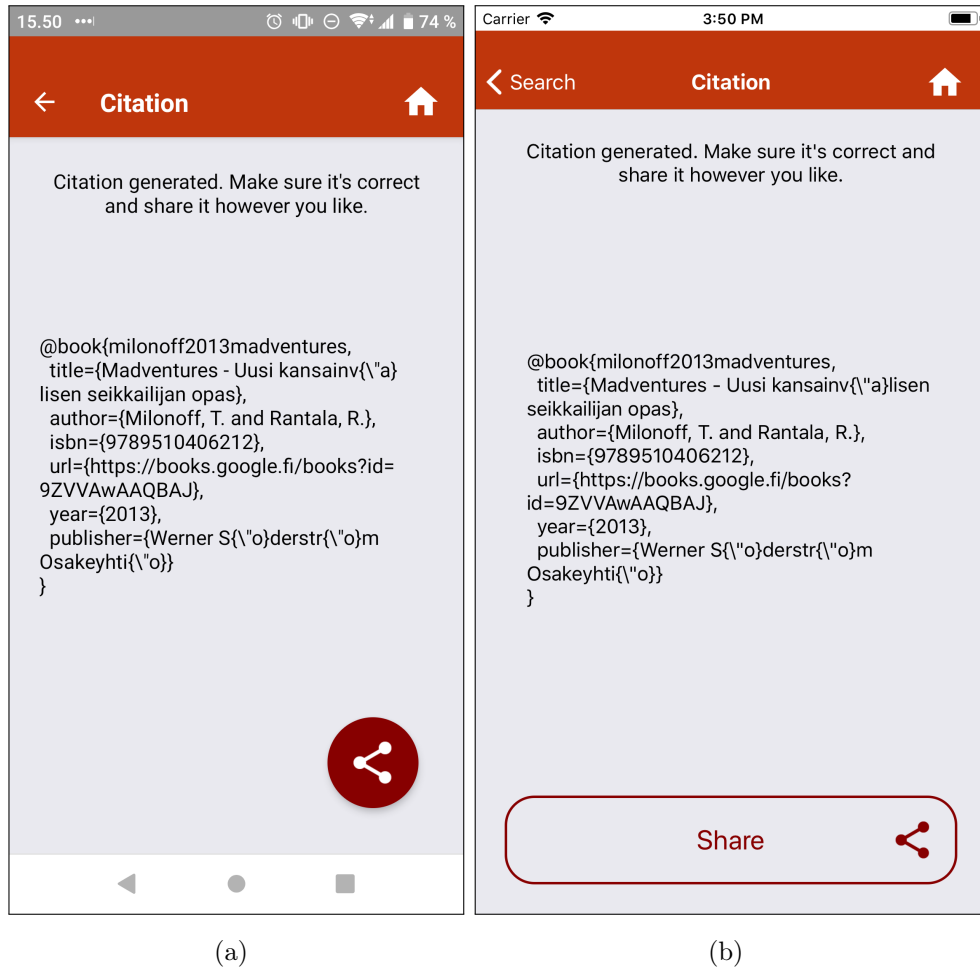 15.50
74 %
Citation
Citation generated. Make sure it's correct
and share it however you like.
@book{milonoff2013madventures,
title={Madventures - Uusi kansainv{\"a}
lisen seikkailijan opas},
author={Milonoff, T. and Rantala, R.},
isbn={9789510406212},
url={https://books.google.fi/books?id=
9ZVVAwAAQBAJ},
year={2013},
publisher={Werner S{\"o}derstr{\"o}m
Osakeyhti{\"o}}
}
(a)
Carrier
3:50 PM
Search
Citation
Citation generated. Make sure it's correct and
share it however you like.
@book{milonoff2013madventures,
title={Madventures - Uusi kansainv{\"a}lisen
seikkailijan opas},
author={Milonoff, T. and Rantala, R.},
isbn={9789510406212},
url={https://books.google.fi/books?
id=9ZVVAwAAQBAJ},
year={2013},
publisher={Werner S{\"o}derstr{\"o}m
Osakeyhti{\"o}}
}
Share
(b)